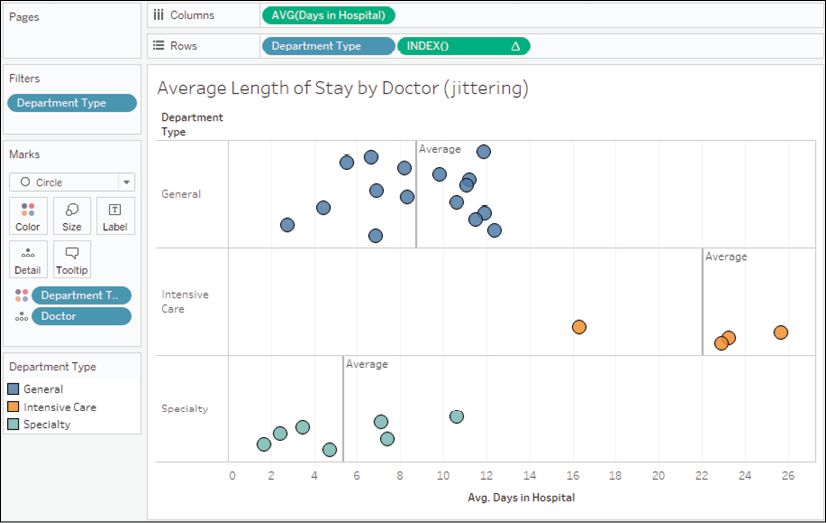 Pages
Columns
AVG(Days in Hospital)
Rows
Department Type
INDEX()
Filters
Department Type
Marks
Circle
Color
Size
Label
Detail
Tooltip
Department T..
Doctor
Department Type
General
Intensive Care
Specialty
Average Length of Stay by Doctor (jittering)
Department
Type
General
Average
Intensive
Care
Average
Specialty
Average
0 2 4 6 8 10 12 14 16 18 20 22 24 26
Avg. Days in Hospital